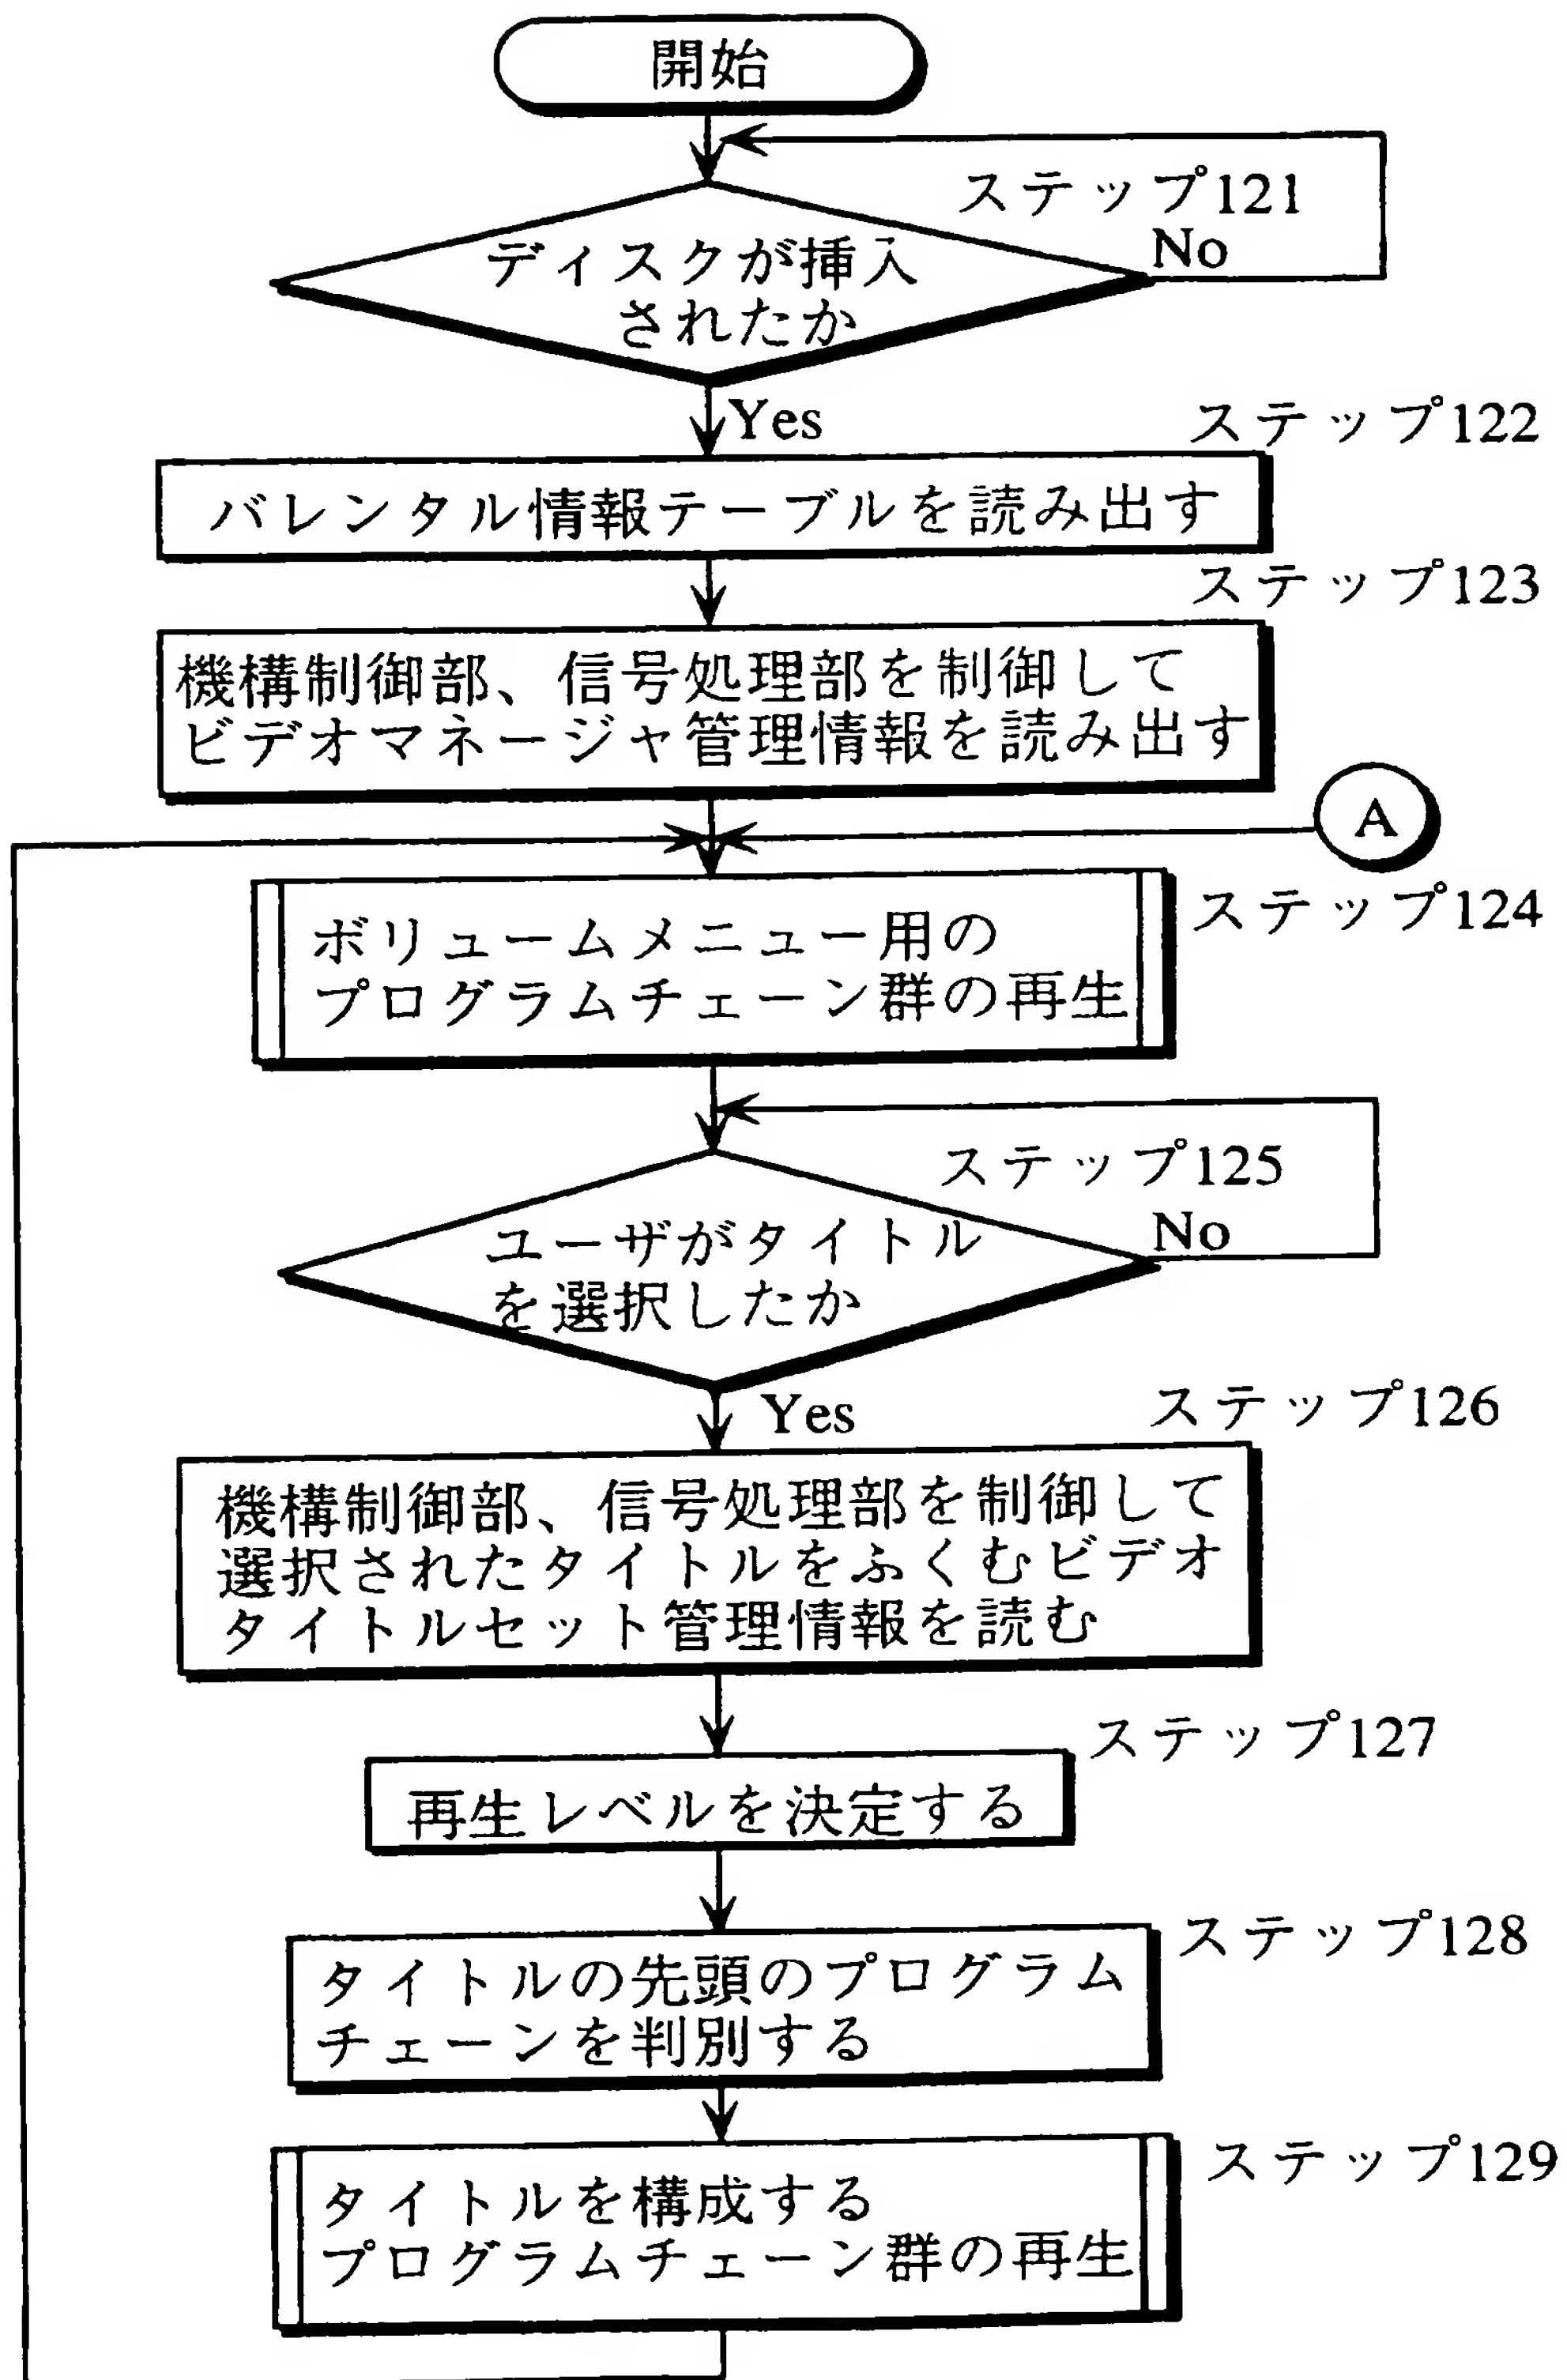 開始
ステップ121
ディスクが挿入
されたか
No
Yes
ステップ122
バレンタル情報テーブルを読み出す
ステップ123
機構制御部、信号処理部を制御して
ビデオマネージャ管理情報を読み出す
A
ステップ124
ボリュームメニュー用の
プログラムチェーン群の再生
ステップ125
ユーザがタイトル
を選択したか
No
Yes
ステップ126
機構制御部、信号処理部を制御して
選択されたタイトルをふくむビデオ
タイトルセット管理情報を読む
ステップ127
再生レベルを決定する
ステップ128
タイトルの先頭のプログラム
チェーンを判別する
ステップ129
タイトルを構成する
プログラムチェーン群の再生